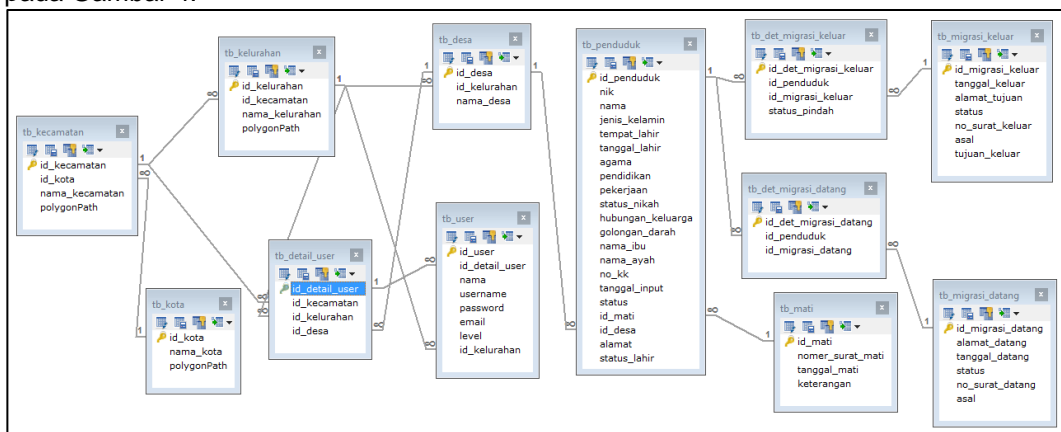 tb_kecamatan
id_kecamatan
id_kota
nama_kecamatan
polygonPath
tb_kelurahan
id_kelurahan
id_kecamatan
nama_kelurahan
polygonPath
tb_kota
id_kota
nama_kota
polygonPath
tb_detail_user
id_detail_user
id_kecamatan
id_kelurahan
id_desa
tb_desa
id_desa
id_kelurahan
nama_desa
tb_user
id_user
id_detail_user
nama
username
password
email
level
id_kelurahan
tb_penduduk
id_penduduk
nik
nama
jenis_kelamin
tempat_lahir
tanggal_lahir
agama
pendidikan
pekerjaan
status_nikah
hubungan_keluarga
golongan_darah
nama_ibu
nama_ayah
no_kk
tanggal_input
status
id_mati
id_desa
alamat
status_lahir
tb_det_migrasi_keluar
id_det_migrasi_keluar
id_penduduk
id_migrasi_keluar
status_pindah
tb_migrasi_keluar
id_migrasi_keluar
tanggal_keluar
alamat_tujuan
status
no_surat_keluar
asal
tujuan_keluar
tb_det_migrasi_datang
id_det_migrasi_datang
id_penduduk
id_migrasi_datang
tb_mati
id_mati
nomer_surat_mati
tanggal_mati
keterangan
tb_migrasi_datang
id_migrasi_datang
alamat_datang
tanggal_datang
status
no_surat_datang
asal